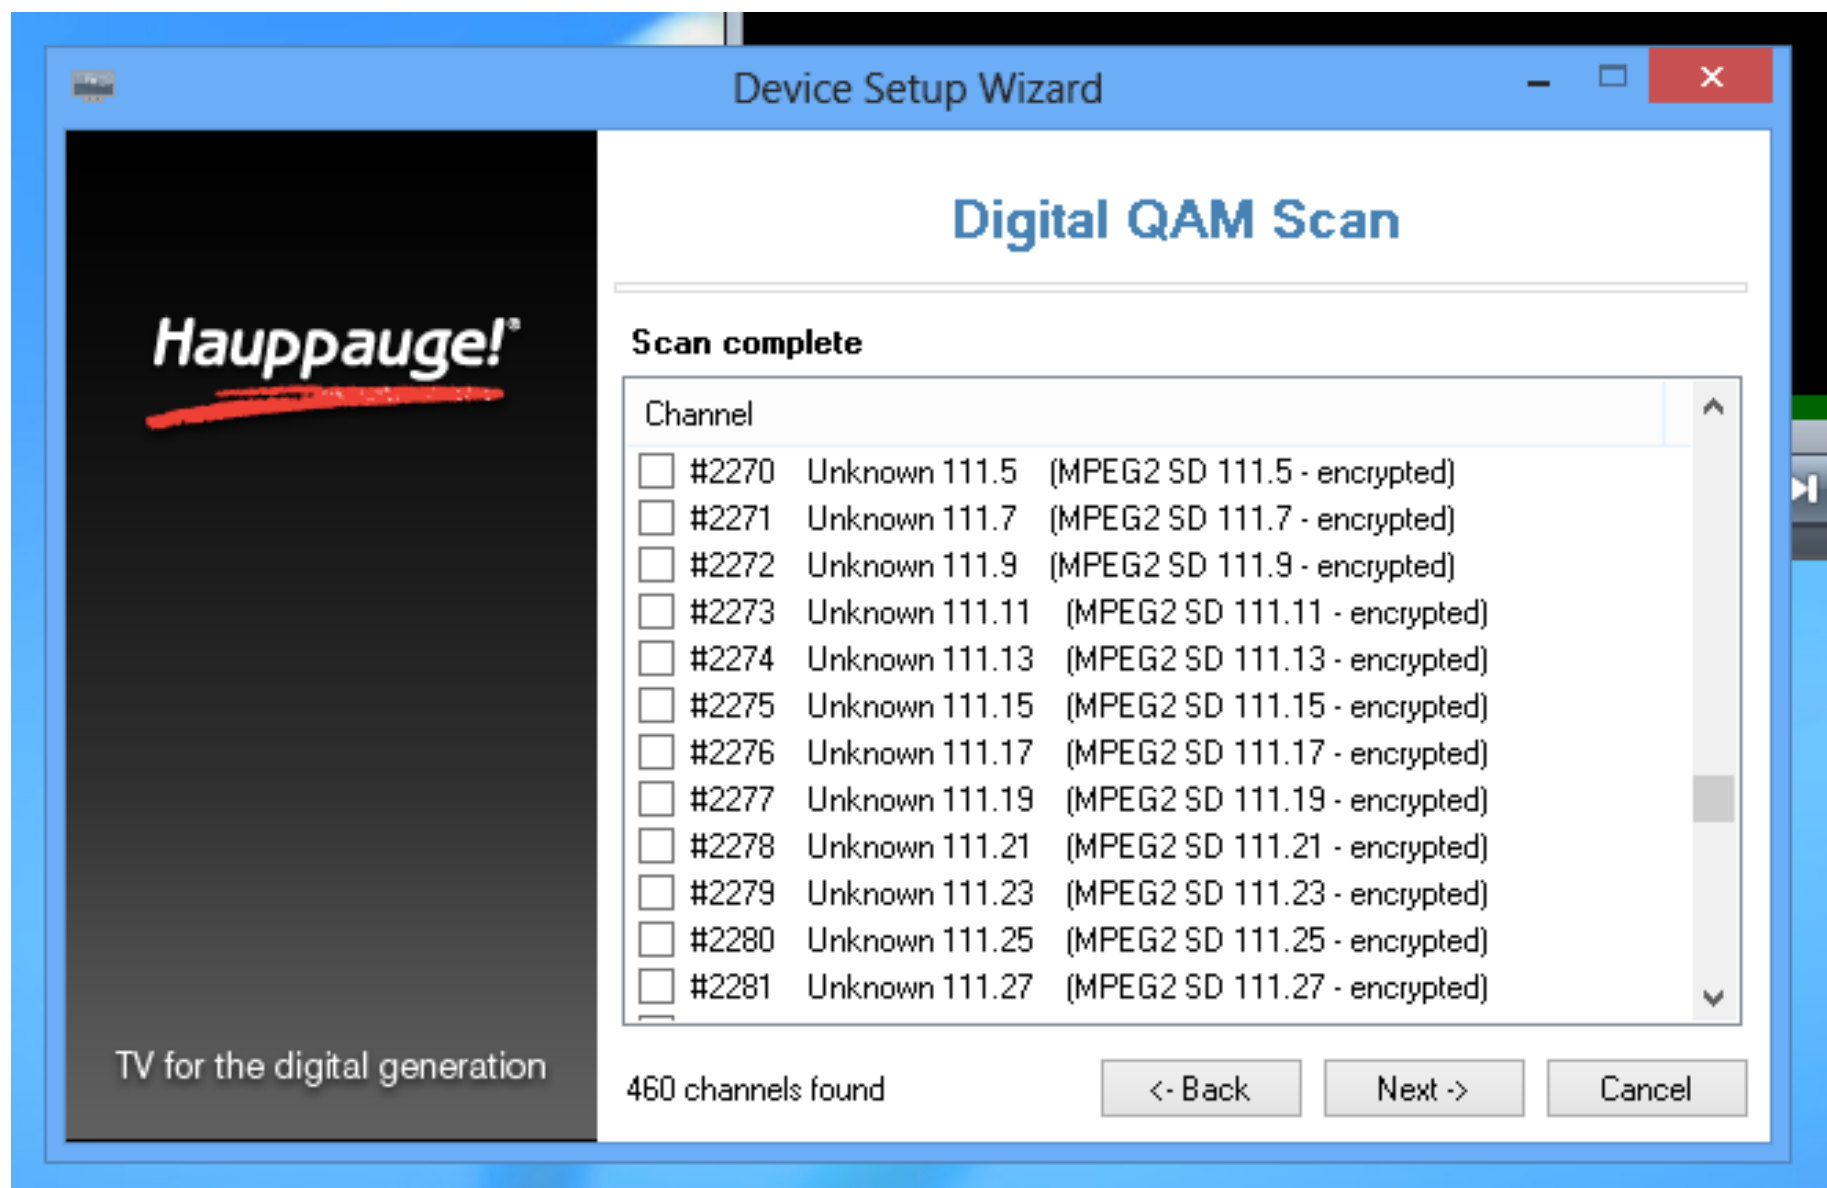 Device Setup Wizard
Hauppauge!®
TV for the digital generation
Digital QAM Scan
Scan complete
Channel
#2270 Unknown 111.5 (MPEG2 SD 111.5 - encrypted)
#2271 Unknown 111.7 (MPEG2 SD 111.7 - encrypted)
#2272 Unknown 111.9 (MPEG2 SD 111.9 - encrypted)
#2273 Unknown 111.11 (MPEG2 SD 111.11 - encrypted)
#2274 Unknown 111.13 (MPEG2 SD 111.13 - encrypted)
#2275 Unknown 111.15 (MPEG2 SD 111.15 - encrypted)
#2276 Unknown 111.17 (MPEG2 SD 111.17 - encrypted)
#2277 Unknown 111.19 (MPEG2 SD 111.19 - encrypted)
#2278 Unknown 111.21 (MPEG2 SD 111.21 - encrypted)
#2279 Unknown 111.23 (MPEG2 SD 111.23 - encrypted)
#2280 Unknown 111.25 (MPEG2 SD 111.25 - encrypted)
#2281 Unknown 111.27 (MPEG2 SD 111.27 - encrypted)
460 channels found
<- Back
Next ->
Cancel